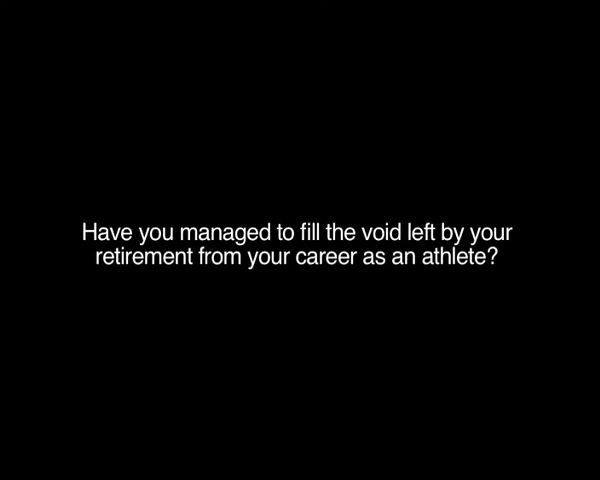 Have you managed to fill the void left by your
retirement from your career as an athlete?